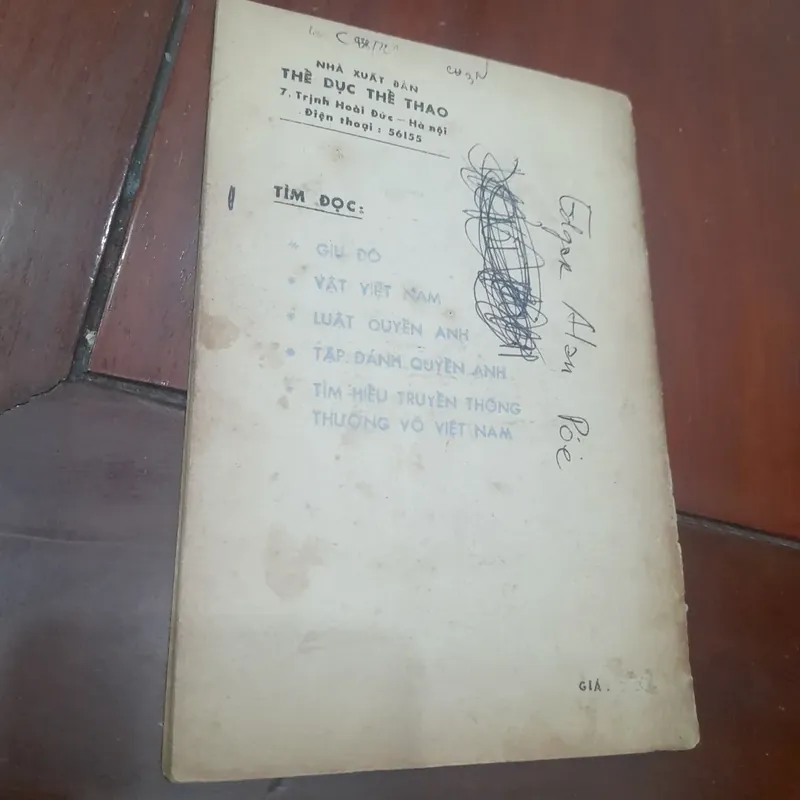 NHÀ XUẤT BẢN
THỂ DỤC THỂ THAO
7. Trịnh Hoài Đức – Hà nội
Điện thoại : 56155
TÌM ĐỌC:
• GIU ĐÔ
• VẬT VIỆT NAM
• LUẬT QUYỀN ANH
• TẬP ĐÁNH QUYỀN ANH
• TÌM HIỂU TRUYỀN THỐNG
THƯỢNG VÕ VIỆT NAM
Edgar Alan Pöe
GIÁ.